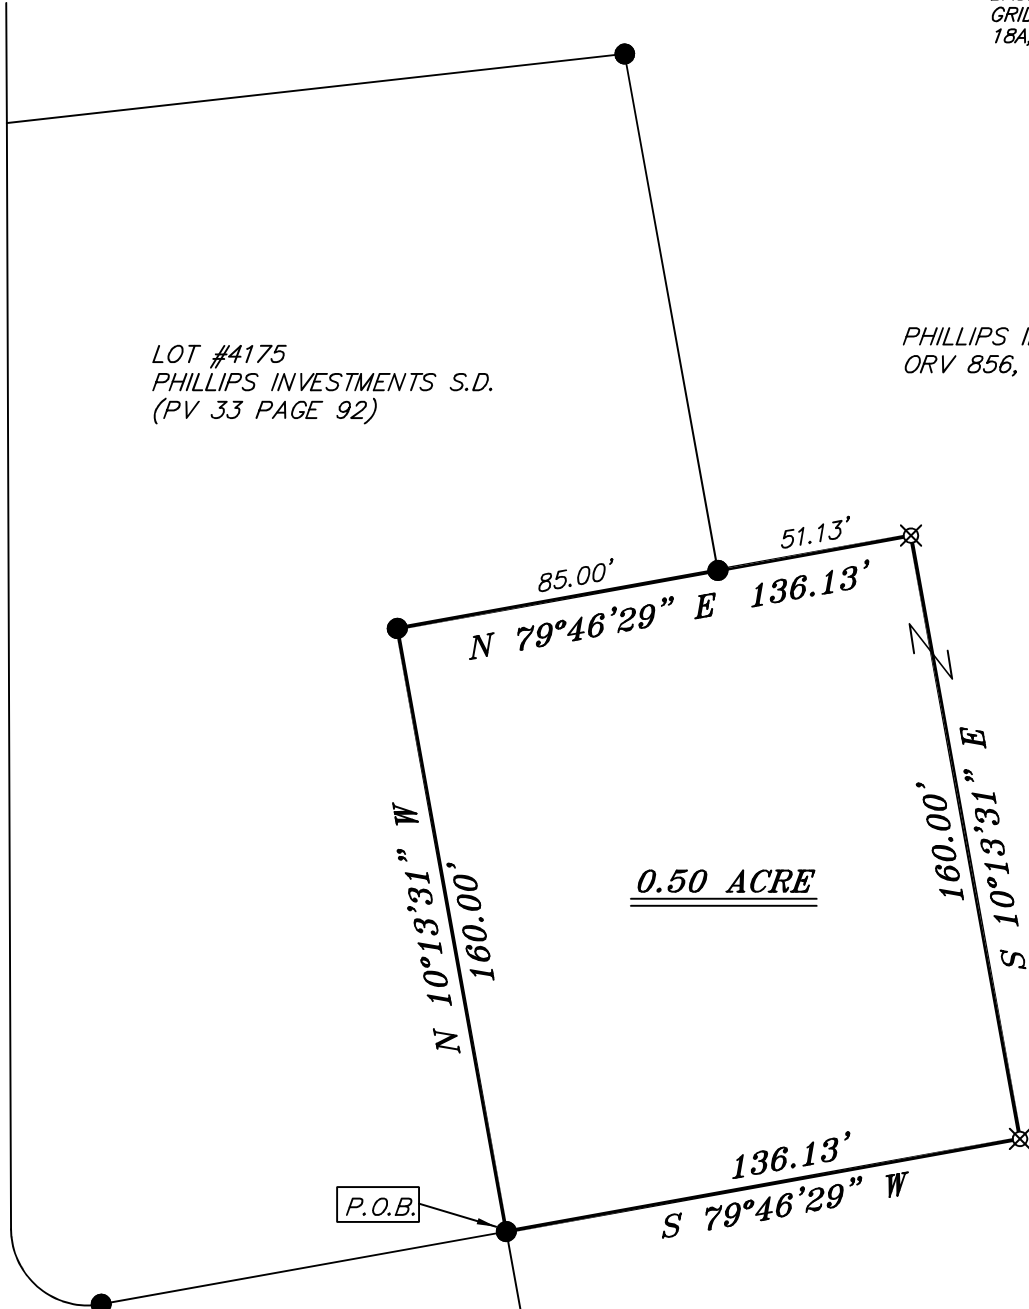 18A,
LOT #4175
PHILLIPS INVESTMENTS S.D.
(PV 33 PAGE 92)
PHILLIPS
ORV 856,
85.00'
51.13'
N 79°46'29" E 136.13'
N 10°13'31" W
160.00'
0.50 ACRE
160.00'
S 10°13'31" E
136.13'
S 79°46'29" W
P.O.B.